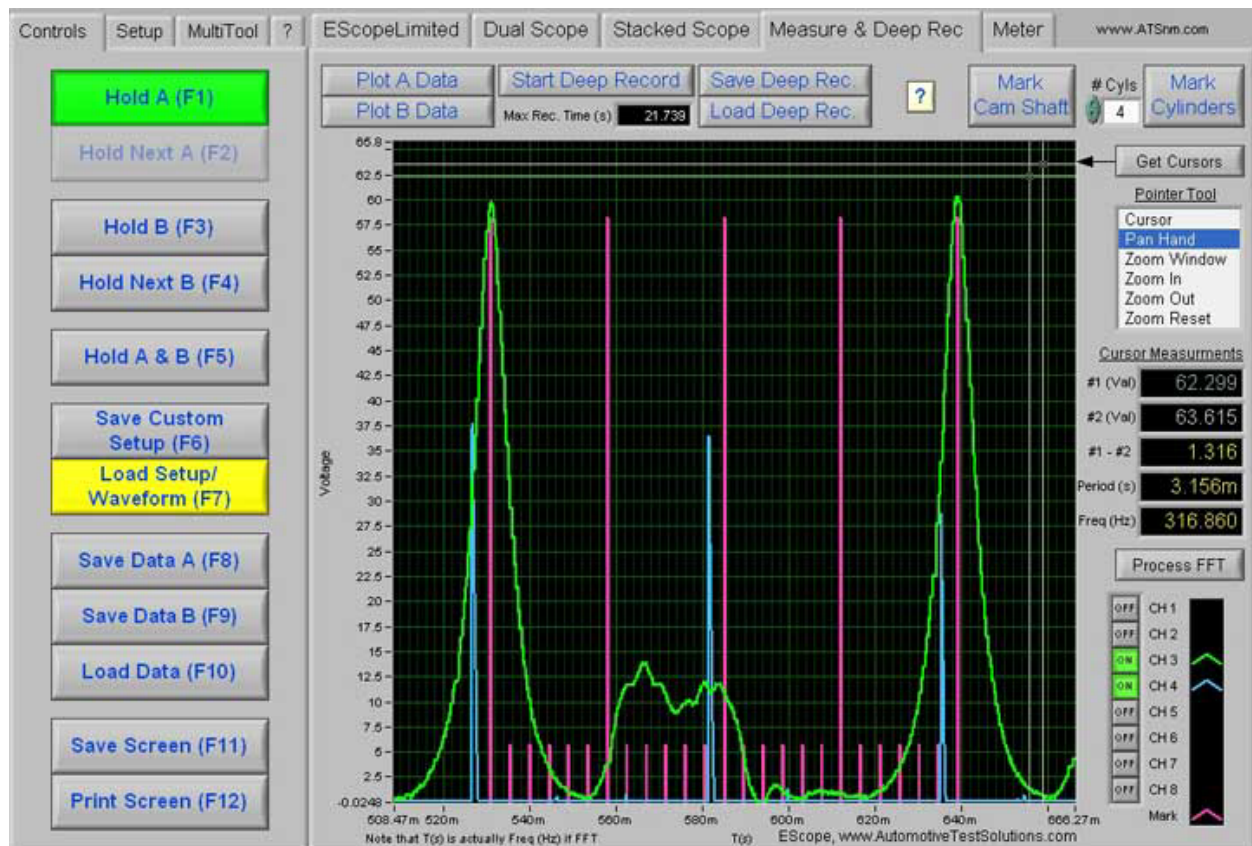 Controls Setup MultiTool ? EScopeLimited Dual Scope Stacked Scope Measure & Deep Rec Meter www.ATSnm.com
Hold A (F1)
Hold Next A (F2)
Hold B (F3)
Hold Next B (F4)
Hold A & B (F5)
Save Custom
Setup (F6)
Load Setup/
Waveform (F7)
Save Data A (F8)
Save Data B (F9)
Load Data (F10)
Save Screen (F11)
Print Screen (F12)
Plot A Data Start Deep Record Save Deep Rec.
Plot B Data Max Rec. Time (s) 21.739 Load Deep Rec.
?
Mark
Cam Shaft
# Cyls
4
Mark
Cylinders
Voltage
65.8
62.5
60
57.5
55
52.5
50
47.5
45
42.5
40
37.5
35
32.5
30
27.5
25
22.5
20
17.5
15
12.5
10
7.5
5
2.5
-0.0248
508.47m 520m 540m 560m 580m 600m 620m 640m 666.27m
Note that T(s) is actually Freq (Hz) if FFT. T(s) EScope, www.AutomotiveTestSolutions.com
Get Cursors
Pointer Tool
Cursor
Pan Hand
Zoom Window
Zoom In
Zoom Out
Zoom Reset
Cursor Measurments
#1 (Val) 62.299
#2 (Val) 63.615
#1 - #2 1.316
Period (s) 3.156m
Freq (Hz) 316.860
Process FFT
OFF CH 1
OFF CH 2
ON CH 3
ON CH 4
OFF CH 5
OFF CH 6
OFF CH 7
OFF CH 8
Mark